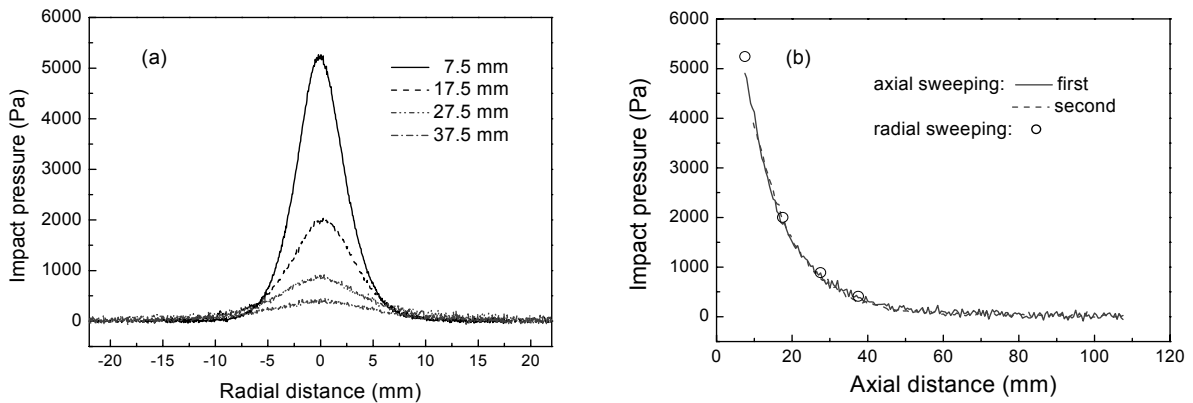 (a)
7.5 mm
17.5 mm
27.5 mm
37.5 mm
6000
5000
4000
3000
2000
1000
0
Impact pressure (Pa)
-20 -15 -10 -5 0 5 10 15 20
Radial distance (mm)
(b)
axial sweeping: first
second
radial sweeping:
6000
5000
4000
3000
2000
1000
0
Impact pressure (Pa)
0 20 40 60 80 100 120
Axial distance (mm)